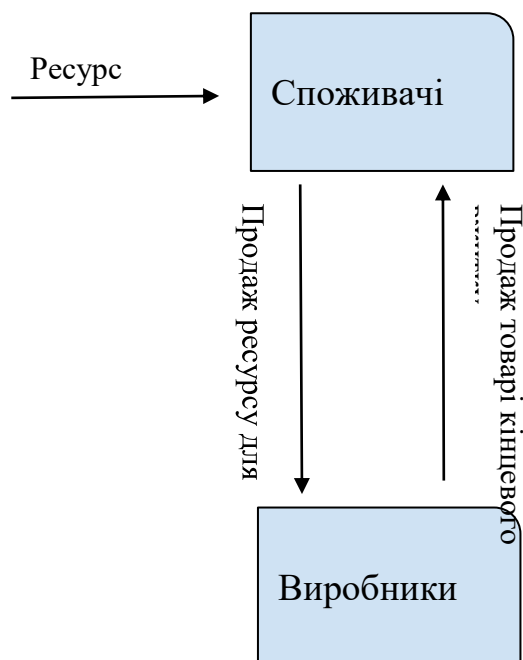 Ресурс
Споживачі
Продаж ресурсу для
Продаж товарі кінцевого
Виробники